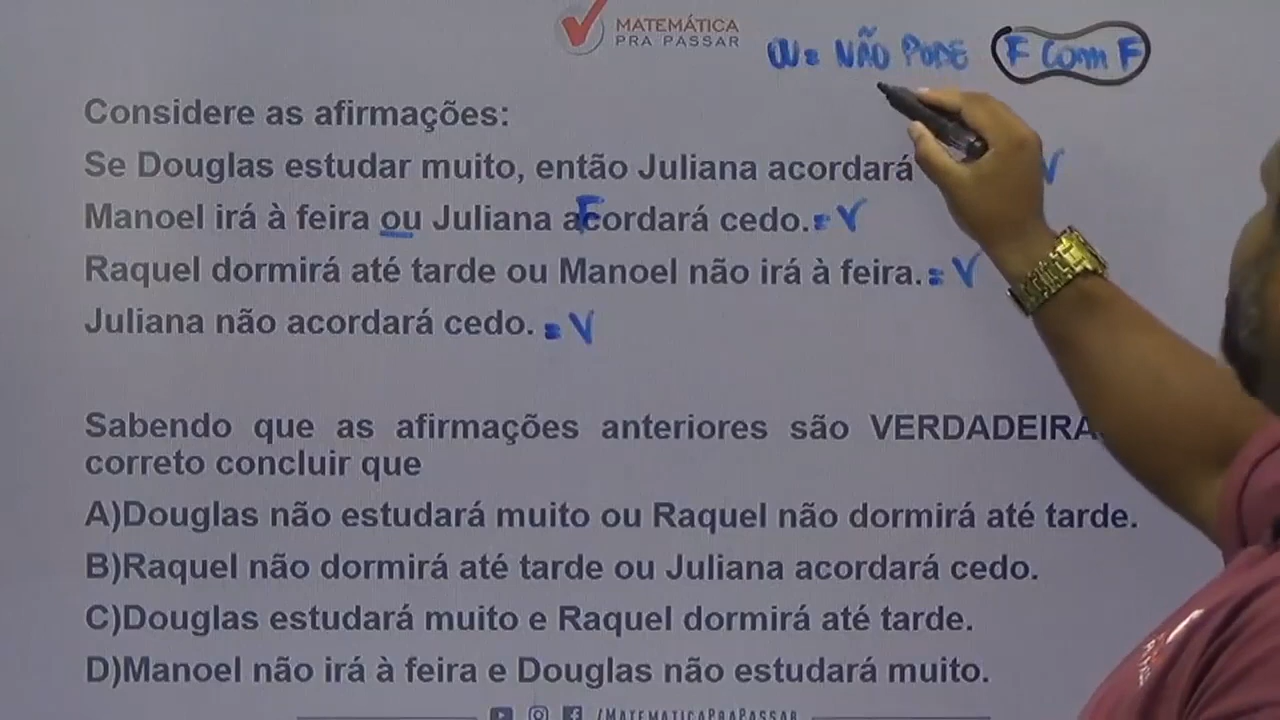 MATEMÁTICA
PRA PASSAR
OU = NÃO PODE F COM F
Considere as afirmações:
Se Douglas estudar muito, então Juliana acordará V
Manoel irá à feira ou Juliana acordará cedo. = V
F
Raquel dormirá até tarde ou Manoel não irá à feira. = V
Juliana não acordará cedo. = V
Sabendo que as afirmações anteriores são VERDADEIRA
correto concluir que
A)Douglas não estudará muito ou Raquel não dormirá até tarde.
B)Raquel não dormirá até tarde ou Juliana acordará cedo.
C)Douglas estudará muito e Raquel dormirá até tarde.
D)Manoel não irá à feira e Douglas não estudará muito.
/MATEMATICAPRAPASSAR